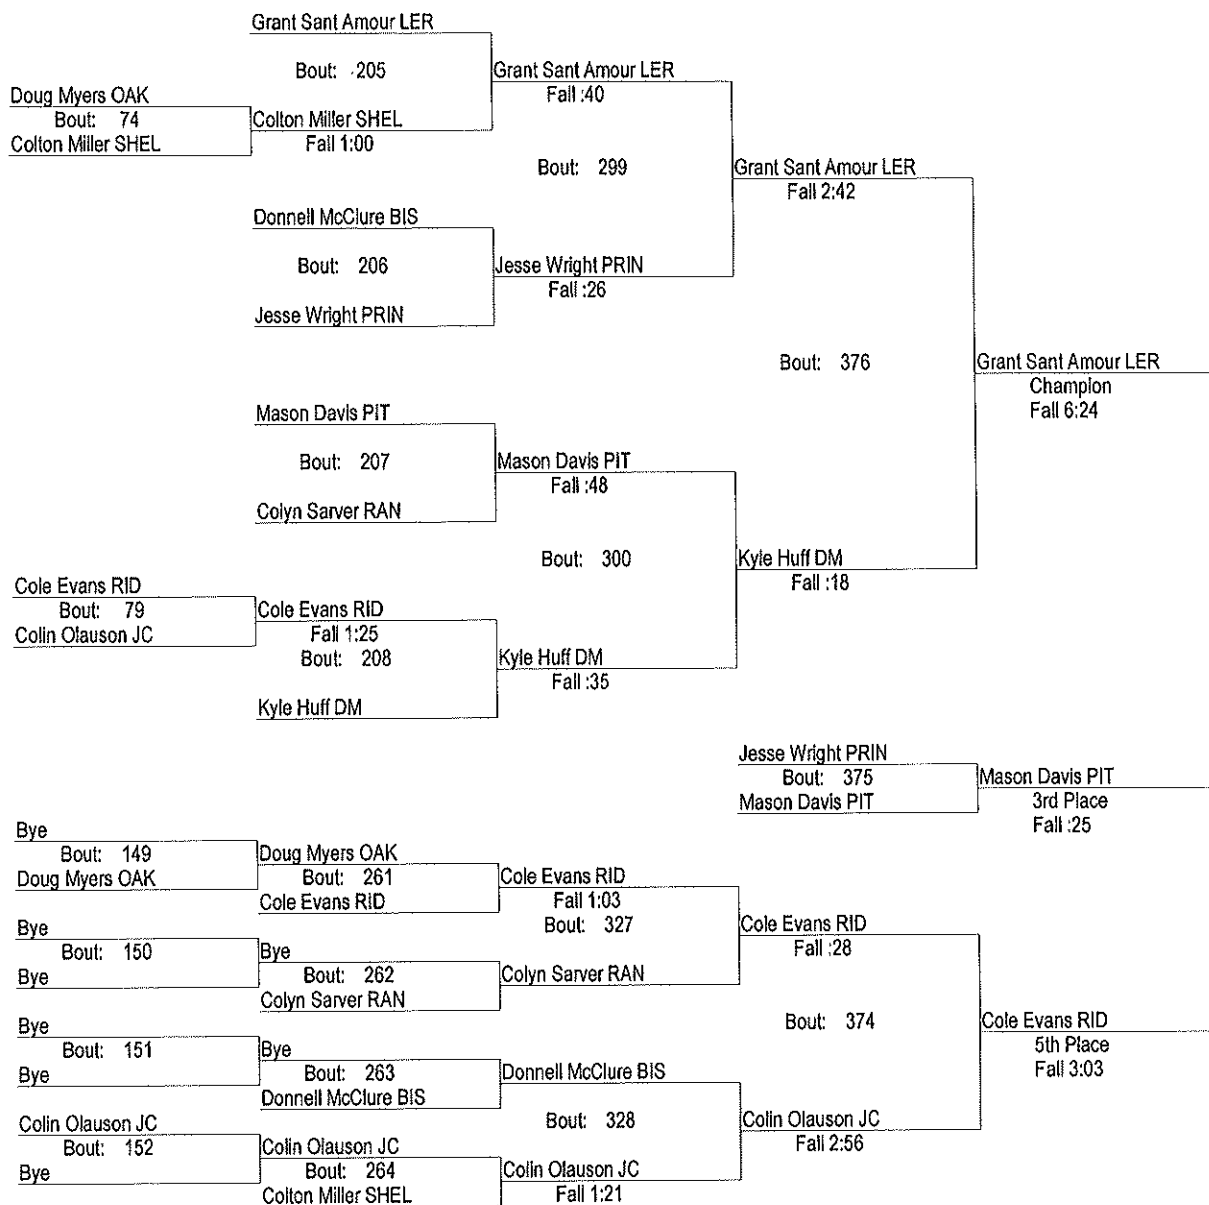 Grant Sant Amour LER
Bout: 205
Grant Sant Amour LER
Fall :40
Doug Myers OAK
Bout: 74
Colton Miller SHEL
Colton Miller SHEL
Fall 1:00
Bout: 299
Grant Sant Amour LER
Fall 2:42
Donnell McClure BIS
Bout: 206
Jesse Wright PRIN
Fall :26
Jesse Wright PRIN
Bout: 376
Grant Sant Amour LER
Champion
Fall 6:24
Mason Davis PIT
Bout: 207
Mason Davis PIT
Fall :48
Colyn Sarver RAN
Bout: 300
Kyle Huff DM
Fall :18
Cole Evans RID
Bout: 79
Colin Olauson JC
Cole Evans RID
Fall 1:25
Bout: 208
Kyle Huff DM
Fall :35
Kyle Huff DM
Jesse Wright PRIN
Bout: 375
Mason Davis PIT
Mason Davis PIT
3rd Place
Fall :25
Bye
Bout: 149
Doug Myers OAK
Doug Myers OAK
Bout: 261
Cole Evans RID
Cole Evans RID
Fall 1:03
Bout: 327
Cole Evans RID
Fall :28
Bye
Bout: 150
Bye
Bye
Bout: 262
Colyn Sarver RAN
Colyn Sarver RAN
Bout: 374
Cole Evans RID
5th Place
Fall 3:03
Bye
Bout: 151
Bye
Bye
Bout: 263
Donnell McClure BIS
Donnell McClure BIS
Bout: 328
Colin Olauson JC
Fall 2:56
Colin Olauson JC
Bout: 152
Bye
Colin Olauson JC
Bout: 264
Colton Miller SHEL
Colin Olauson JC
Fall 1:21